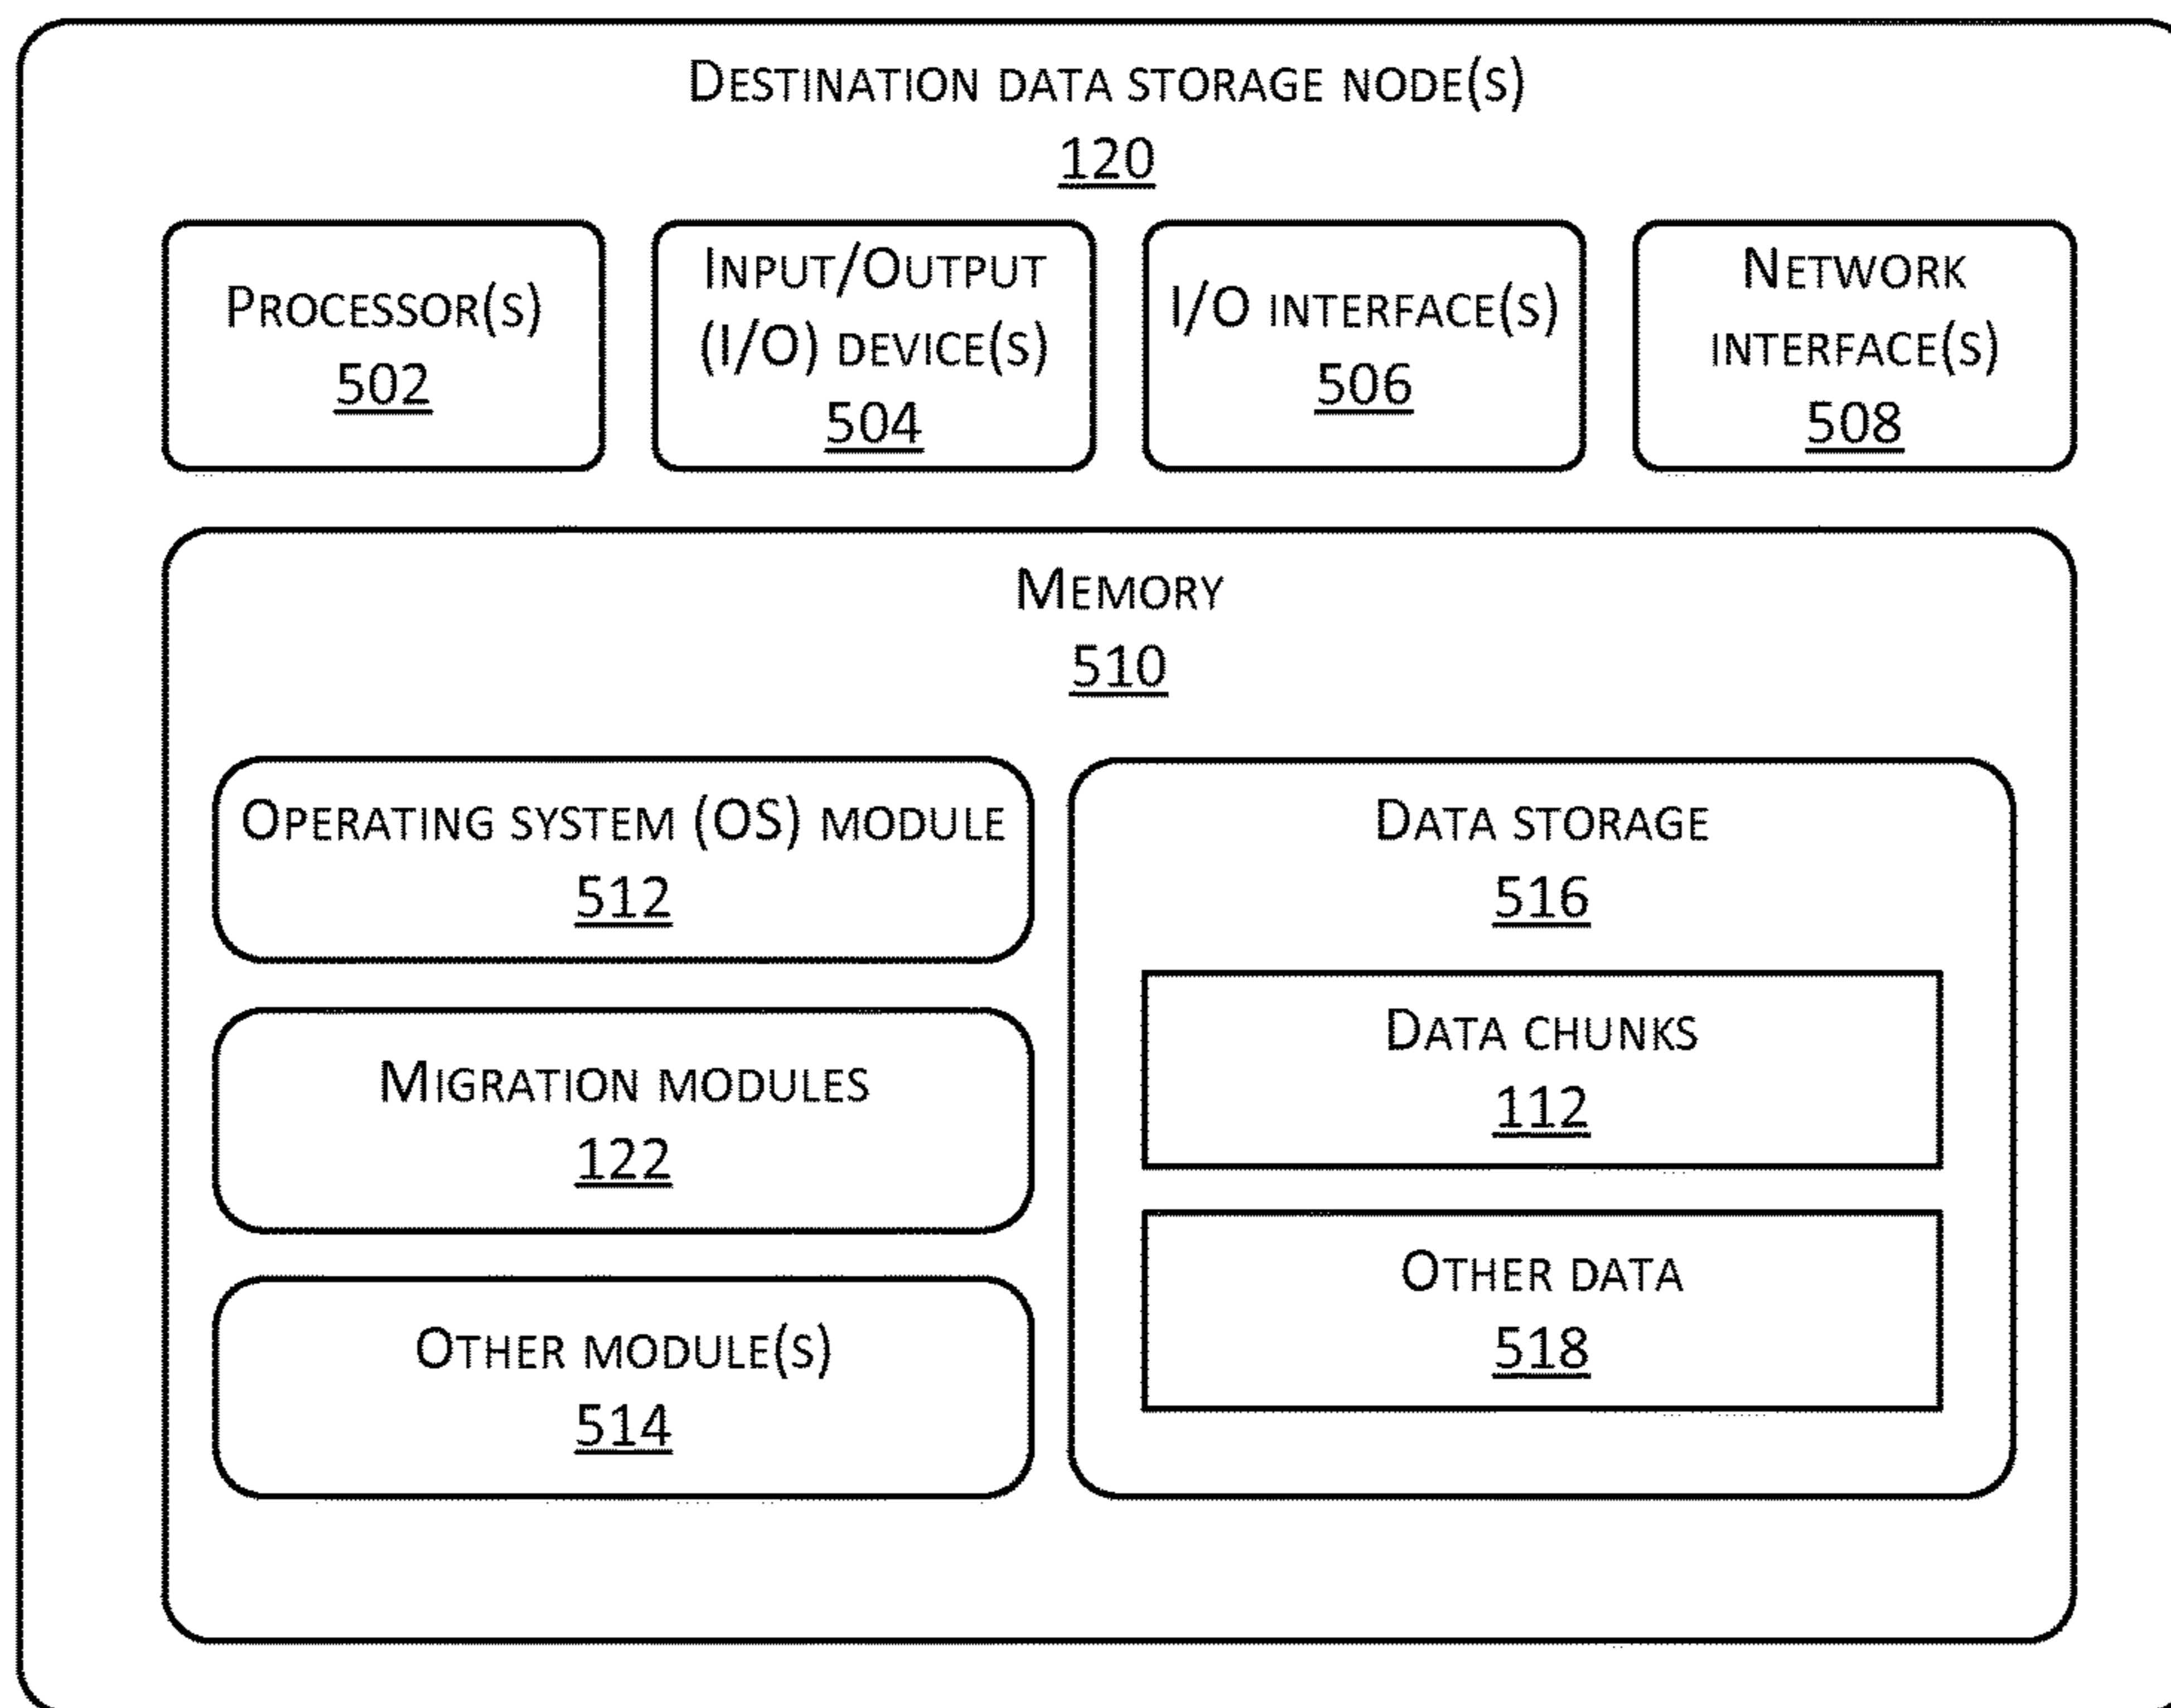 DESTINATION DATA STORAGE NODE(S)
120
PROCESSOR(S)
502
INPUT/OUTPUT
(I/O) DEVICE(S)
504
I/O INTERFACE(S)
506
NETWORK
INTERFACE(S)
508
MEMORY
510
OPERATING SYSTEM (OS) MODULE
512
MIGRATION MODULES
122
OTHER MODULE(S)
514
DATA STORAGE
516
DATA CHUNKS
112
OTHER DATA
518